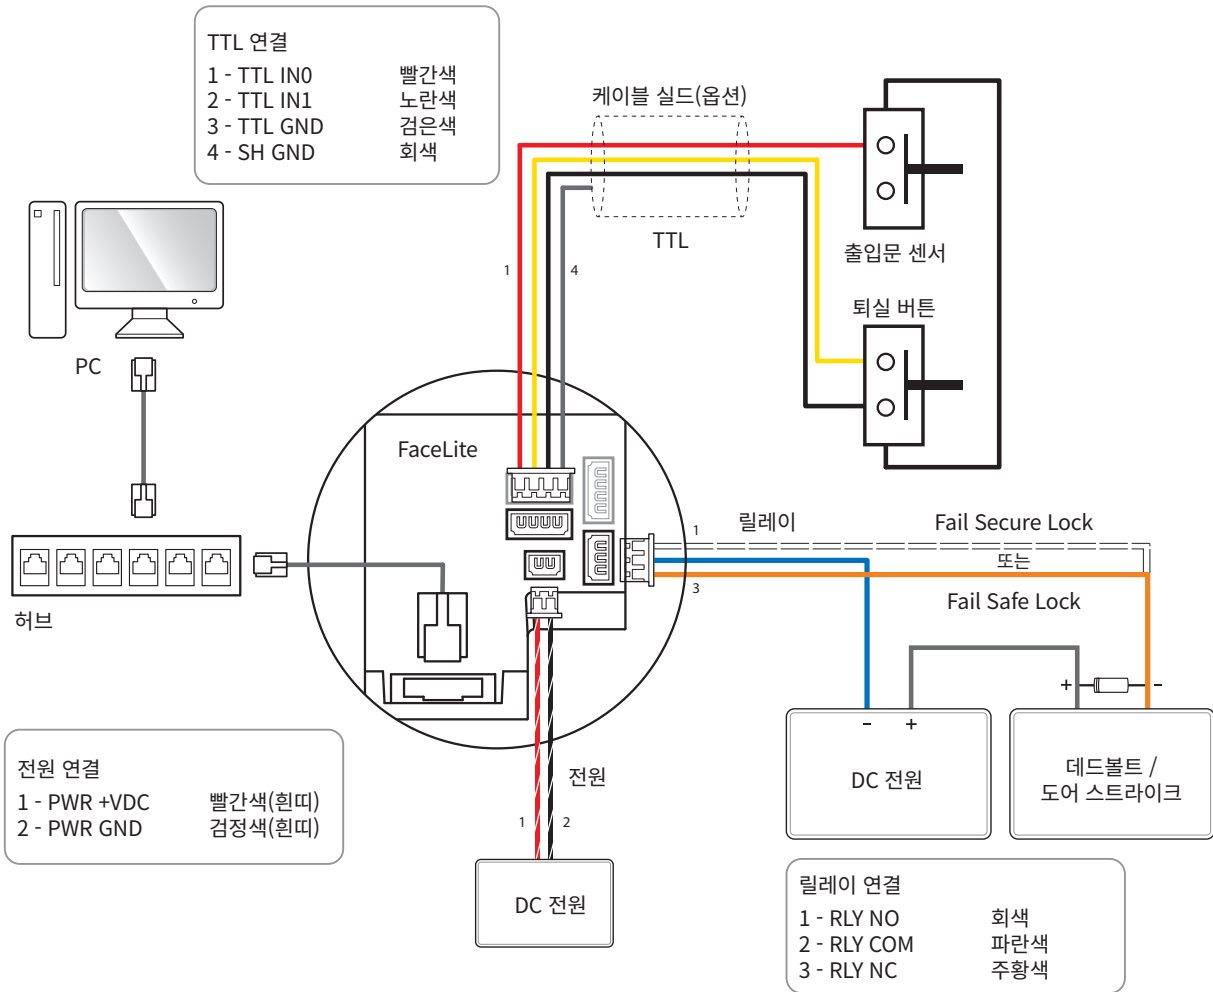 TTL 연결
1 - TTL IN0 빨간색
2 - TTL IN1 노란색
3 - TTL GND 검은색
4 - SH GND 회색
케이블 실드(옵션)
TTL
1
4
출입문 센서
퇴실 버튼
PC
FaceLite
허브
1
릴레이
Fail Secure Lock
또는
3
Fail Safe Lock
+
-
-
+
DC 전원
데드볼트 /
도어 스트라이크
전원 연결
1 - PWR +VDC 빨간색(흰띠)
2 - PWR GND 검정색(흰띠)
전원
1
2
DC 전원
릴레이 연결
1 - RLY NO 회색
2 - RLY COM 파란색
3 - RLY NC 주황색